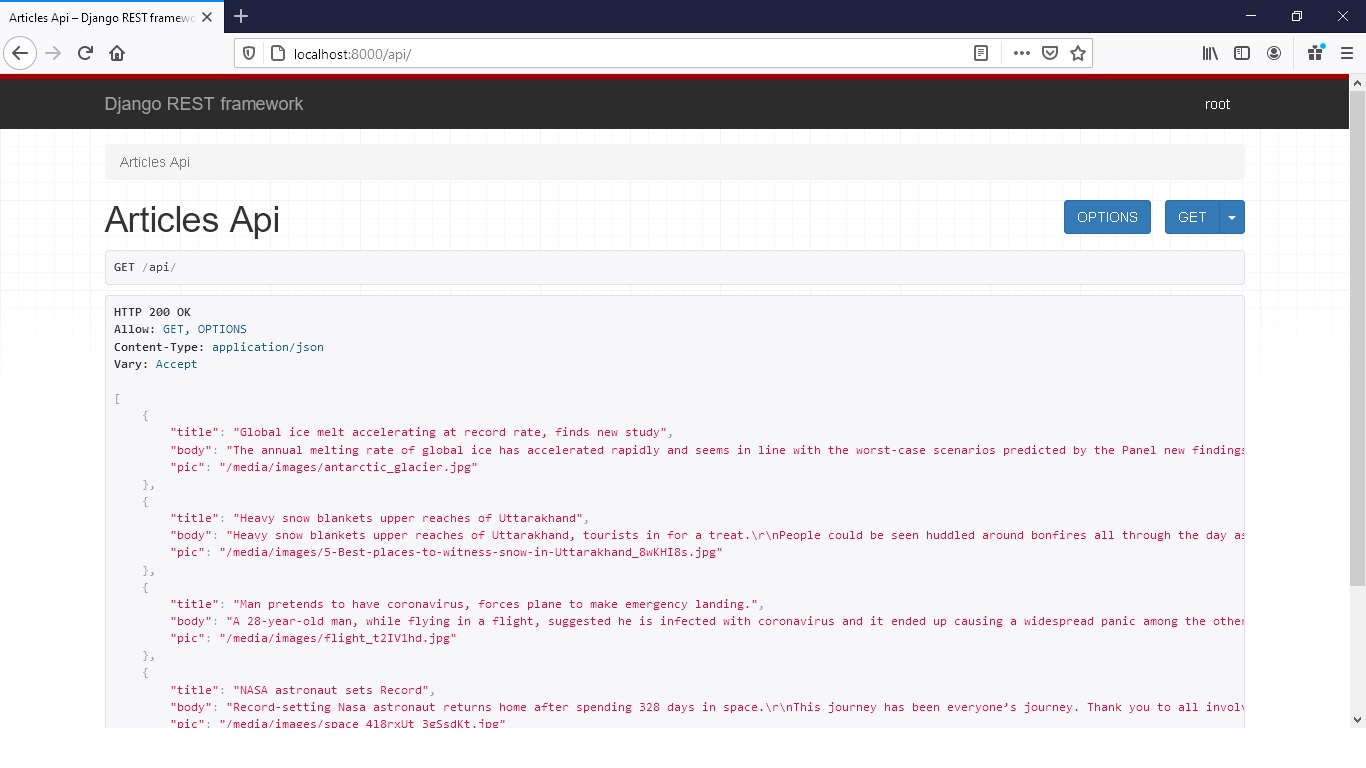 Articles Api – Django REST framewo
localhost:8000/api/
Django REST framework
root
Articles Api
Articles Api
OPTIONS
GET
GET /api/
HTTP 200 OK
Allow: GET, OPTIONS
Content-Type: application/json
Vary: Accept
[
{
"title": "Global ice melt accelerating at record rate, finds new study",
"body": "The annual melting rate of global ice has accelerated rapidly and seems in line with the worst-case scenarios predicted by the Panel new findings
"pic": "/media/images/antarctic_glacier.jpg"
},
{
"title": "Heavy snow blankets upper reaches of Uttarakhand",
"body": "Heavy snow blankets upper reaches of Uttarakhand, tourists in for a treat.\r\nPeople could be seen huddled around bonfires all through the day as
"pic": "/media/images/5-Best-places-to-witness-snow-in-Uttarakhand_8wKHI8s.jpg"
},
{
"title": "Man pretends to have coronavirus, forces plane to make emergency landing.",
"body": "A 28-year-old man, while flying in a flight, suggested he is infected with coronavirus and it ended up causing a widespread panic among the other
"pic": "/media/images/flight_t2IV1hd.jpg"
},
{
"title": "NASA astronaut sets Record",
"body": "Record-setting Nasa astronaut returns home after spending 328 days in space.\r\nThis journey has been everyone’s journey. Thank you to all involv
"pic": "/media/images/space_4l8rxUt_3gSsdKt.jpg"